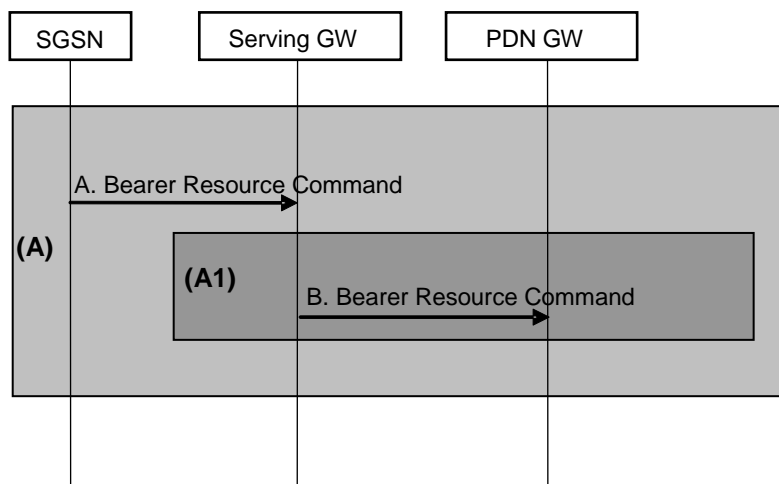 SGSN
Serving GW
PDN GW
A. Bearer Resource Command
(A)
(A1)
B. Bearer Resource Command